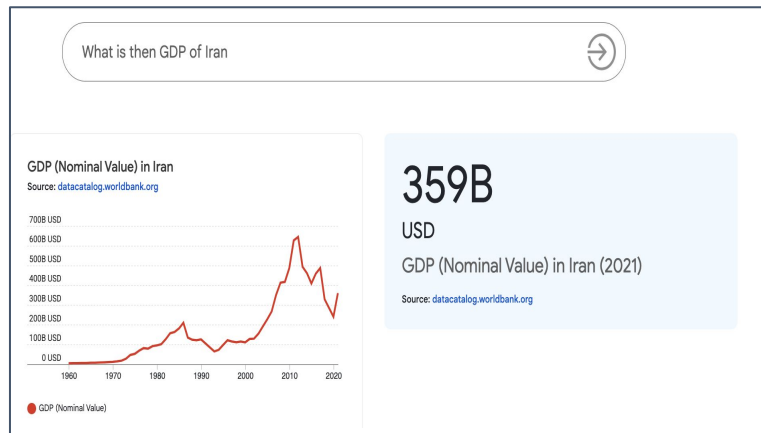 What is then GDP of Iran
GDP (Nominal Value) in Iran
Source: datacatalog.worldbank.org
700B USD
600B USD
500B USD
400B USD
300B USD
200B USD
100B USD
0 USD
1960 1970 1980 1990 2000 2010 2020
GDP (Nominal Value)
359B
USD
GDP (Nominal Value) in Iran (2021)
Source: datacatalog.worldbank.org